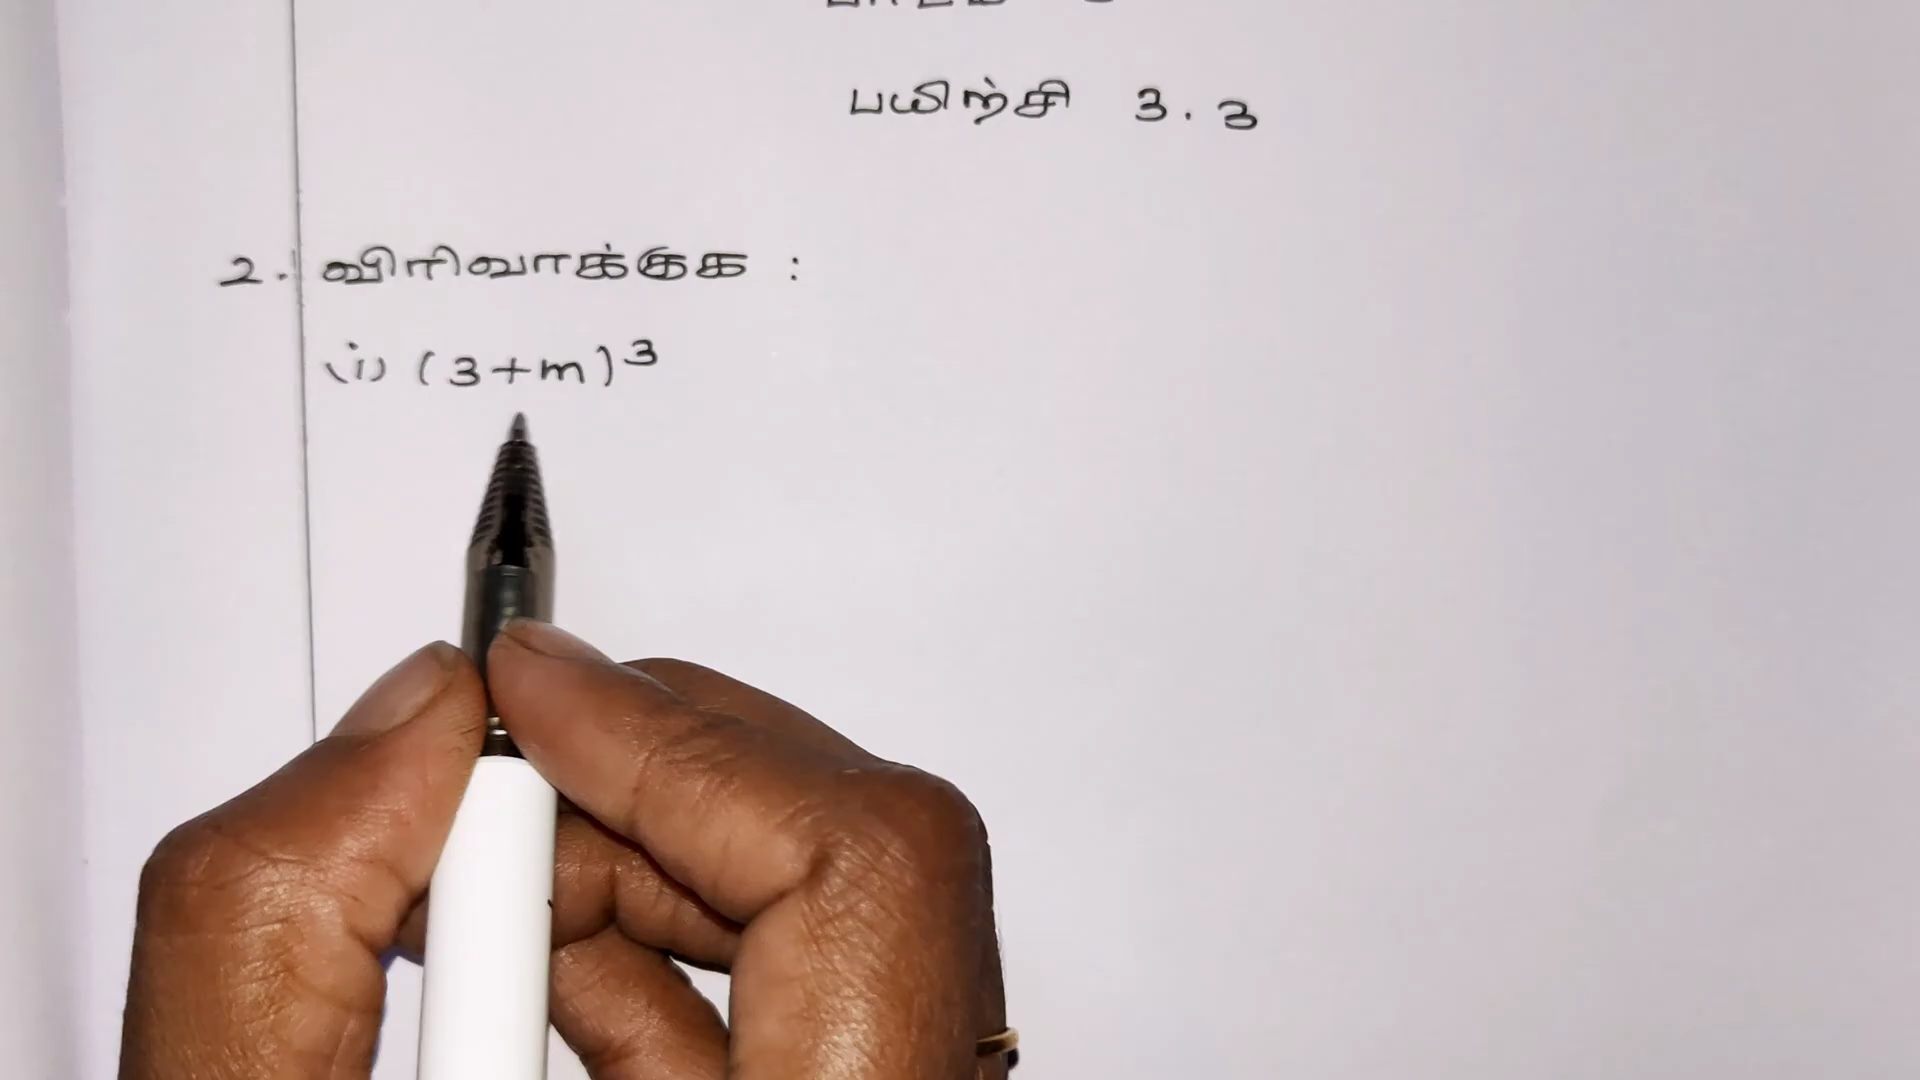 பயிற்சி 3.3
2. விரிவாக்குக :
(i) (3+m)³